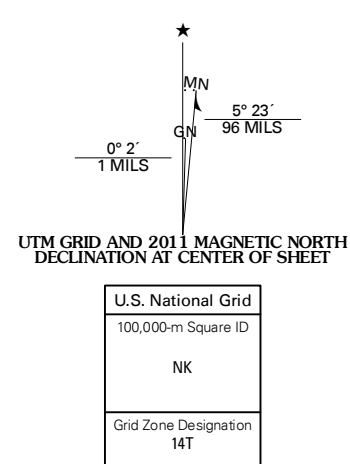 ★
MN
5° 23´
96 MILS
GN
0° 2´
1 MILS
UTM GRID AND 2011 MAGNETIC NORTH
DECLINATION AT CENTER OF SHEET
U.S. National Grid
100,000-m Square ID
NK
Grid Zone Designation
14T